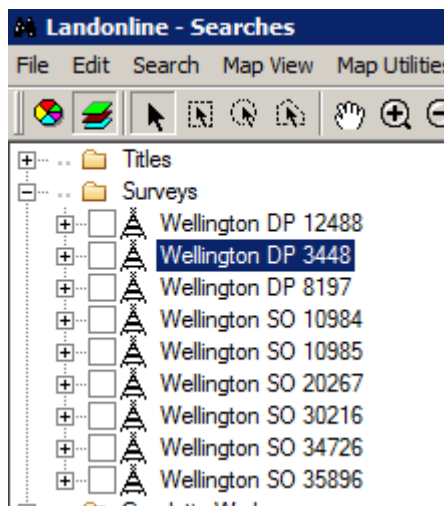 Landonline - Searches
File Edit Search Map View Map Utilities
Titles
Surveys
Wellington DP 12488
Wellington DP 3448
Wellington DP 8197
Wellington SO 10984
Wellington SO 10985
Wellington SO 20267
Wellington SO 30216
Wellington SO 34726
Wellington SO 35896